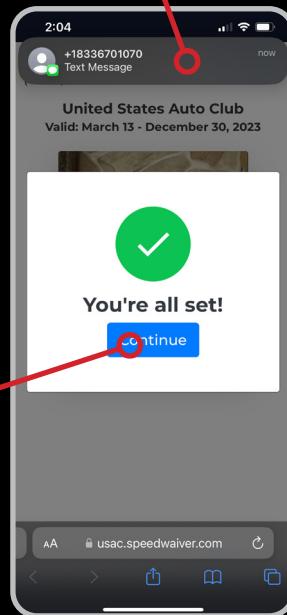 2:04
+18336701070
now
Text Message
United States Auto Club
Valid: March 13 - December 30, 2023
You're all set!
Continue
AA
usac.speedwaiver.com